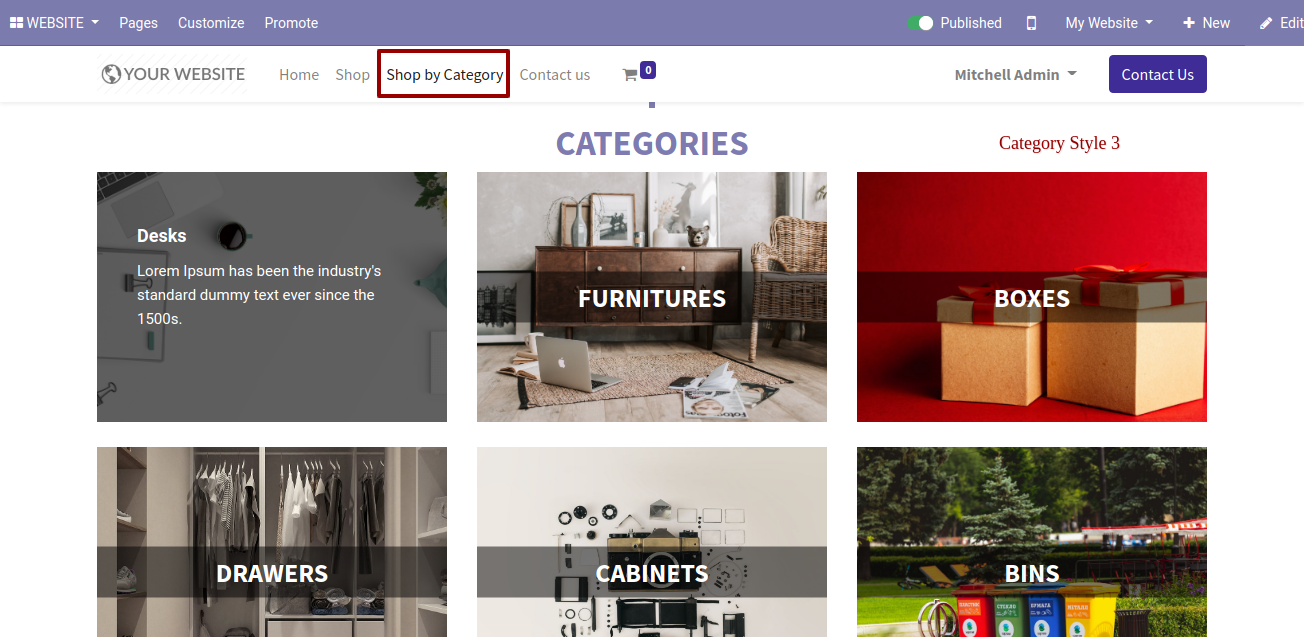 WEBSITE Pages Customize Promote Published My Website New Edit
YOUR WEBSITE Home Shop Shop by Category Contact us 0 Mitchell Admin Contact Us
CATEGORIES
Category Style 3
Desks
Lorem Ipsum has been the industry's
standard dummy text ever since the
1500s.
FURNITURES
BOXES
DRAWERS
CABINETS
BINS